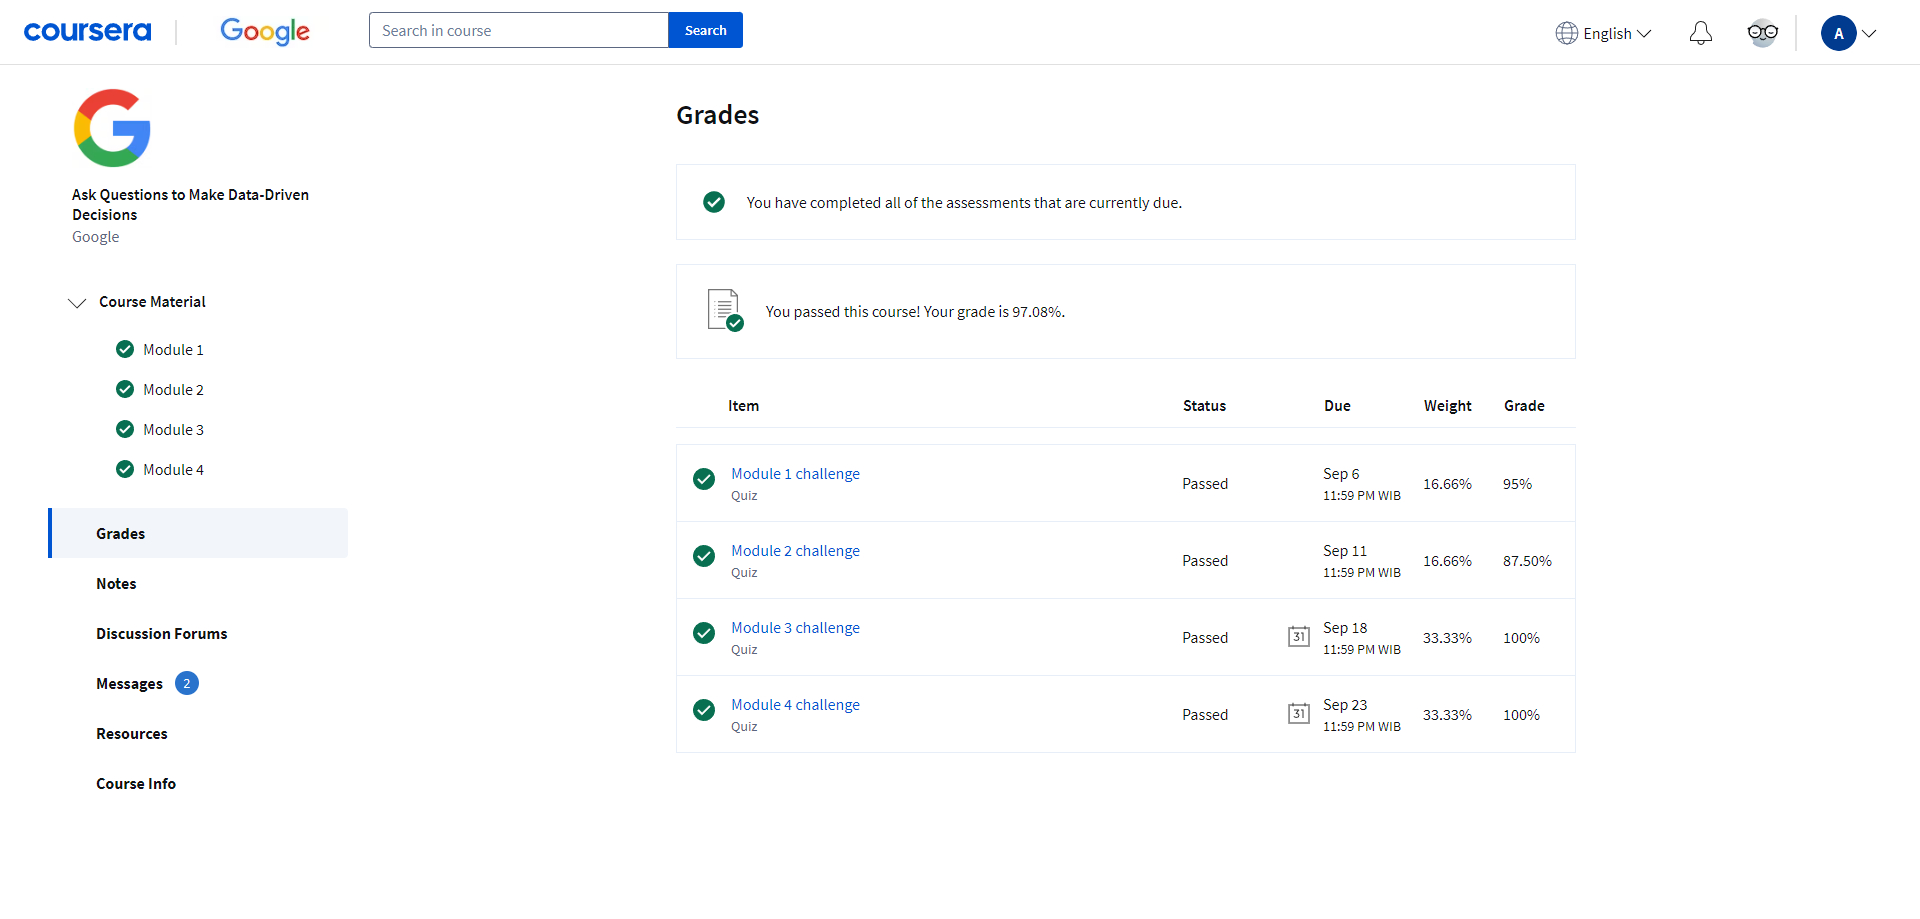 coursera
Google
Search in course
Search
English
A
Ask Questions to Make Data-Driven
Decisions
Google
Course Material
Module 1
Module 2
Module 3
Module 4
Grades
Notes
Discussion Forums
Messages 2
Resources
Course Info
Grades
You have completed all of the assessments that are currently due.
You passed this course! Your grade is 97.08%.
Item Status Due Weight Grade
Module 1 challenge
Quiz
Passed
Sep 6
11:59 PM WIB
16.66%
95%
Module 2 challenge
Quiz
Passed
Sep 11
11:59 PM WIB
16.66%
87.50%
Module 3 challenge
Quiz
Passed
31
Sep 18
11:59 PM WIB
33.33%
100%
Module 4 challenge
Quiz
Passed
31
Sep 23
11:59 PM WIB
33.33%
100%